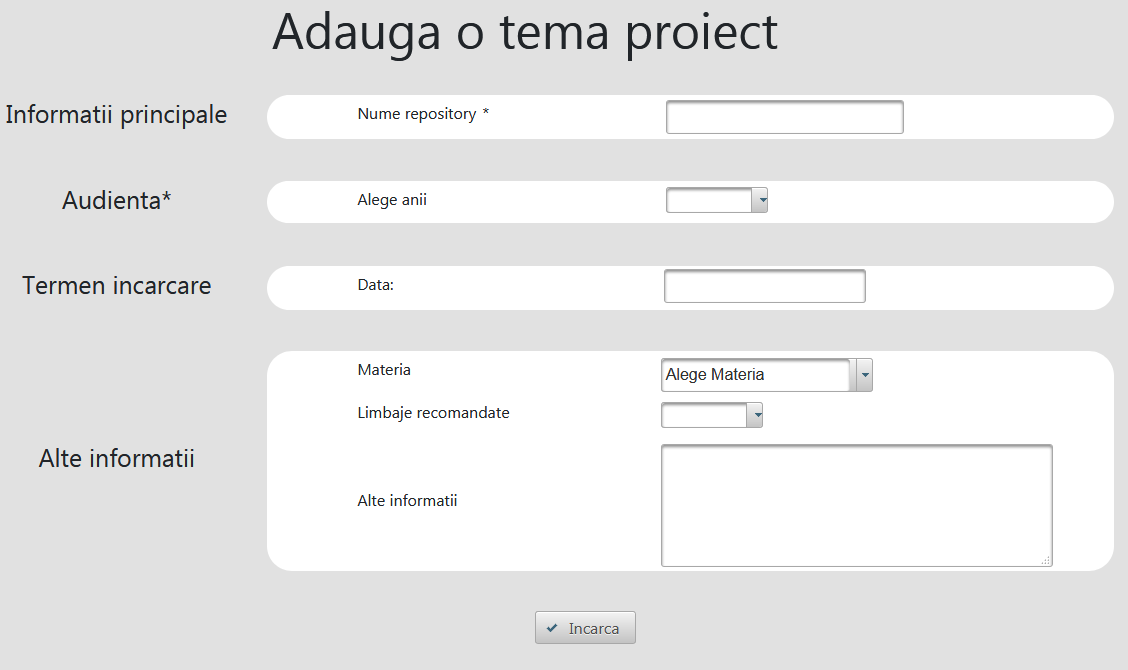 Adauga o tema proiect
Informatii principale
Nume repository *
Audienta*
Alege anii
Termen incarcare
Data:
Materia
Alege Materia
Limbaje recomandate
Alte informatii
Alte informatii
Incarca